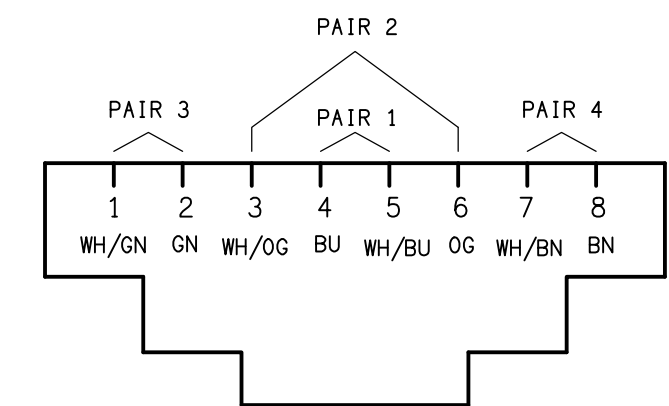 PAIR 2
PAIR 3 PAIR 1 PAIR 4
1 2 3 4 5 6 7 8
WH/GN GN WH/OG BU WH/BU OG WH/BN BN